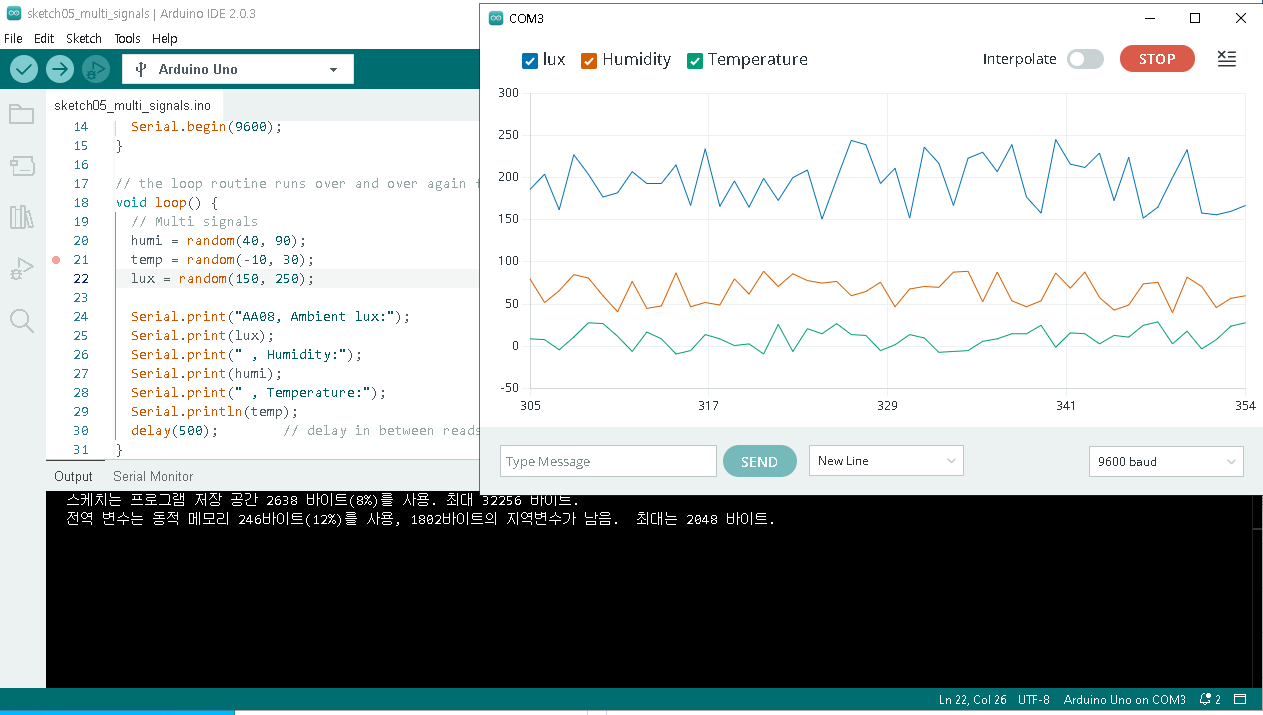 sketch05_multi_signals | Arduino IDE 2.0.3
File Edit Sketch Tools Help
Arduino Uno
sketch05_multi_signals.ino
14 Serial.begin(9600);
15 }
16
17 // the loop routine runs over and over again
18 void loop() {
19 // Multi signals
20 humi = random(40, 90);
21 temp = random(-10, 30);
22 lux = random(150, 250);
23
24 Serial.print("AA08, Ambient lux:");
25 Serial.print(lux);
26 Serial.print(" , Humidity:");
27 Serial.print(humi);
28 Serial.print(" , Temperature:");
29 Serial.println(temp);
30 delay(500); // delay in between reads
31 }
COM3
lux Humidity Temperature
Interpolate STOP
300
250
200
150
100
50
0
-50
305 317 329 341 354
Type Message SEND New Line 9600 baud
Output Serial Monitor
스케치는 프로그램 저장 공간 2638 바이트(8%)를 사용. 최대 32256 바이트.
전역 변수는 동적 메모리 246바이트(12%)를 사용, 1802바이트의 지역변수가 남음. 최대는 2048 바이트.
Ln 22, Col 26 UTF-8 Arduino Uno on COM3 2